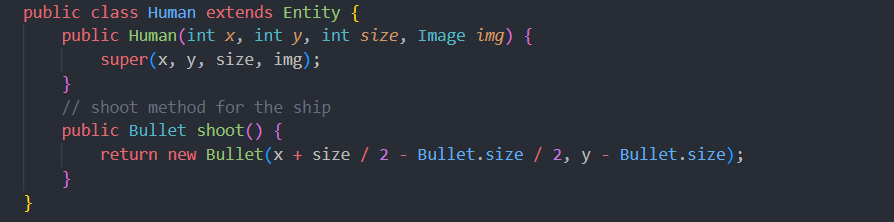 public class Human extends Entity {
    public Human(int x, int y, int size, Image img) {
        super(x, y, size, img);
    }
    // shoot method for the ship
    public Bullet shoot() {
        return new Bullet(x + size / 2 - Bullet.size / 2, y - Bullet.size);
    }
}